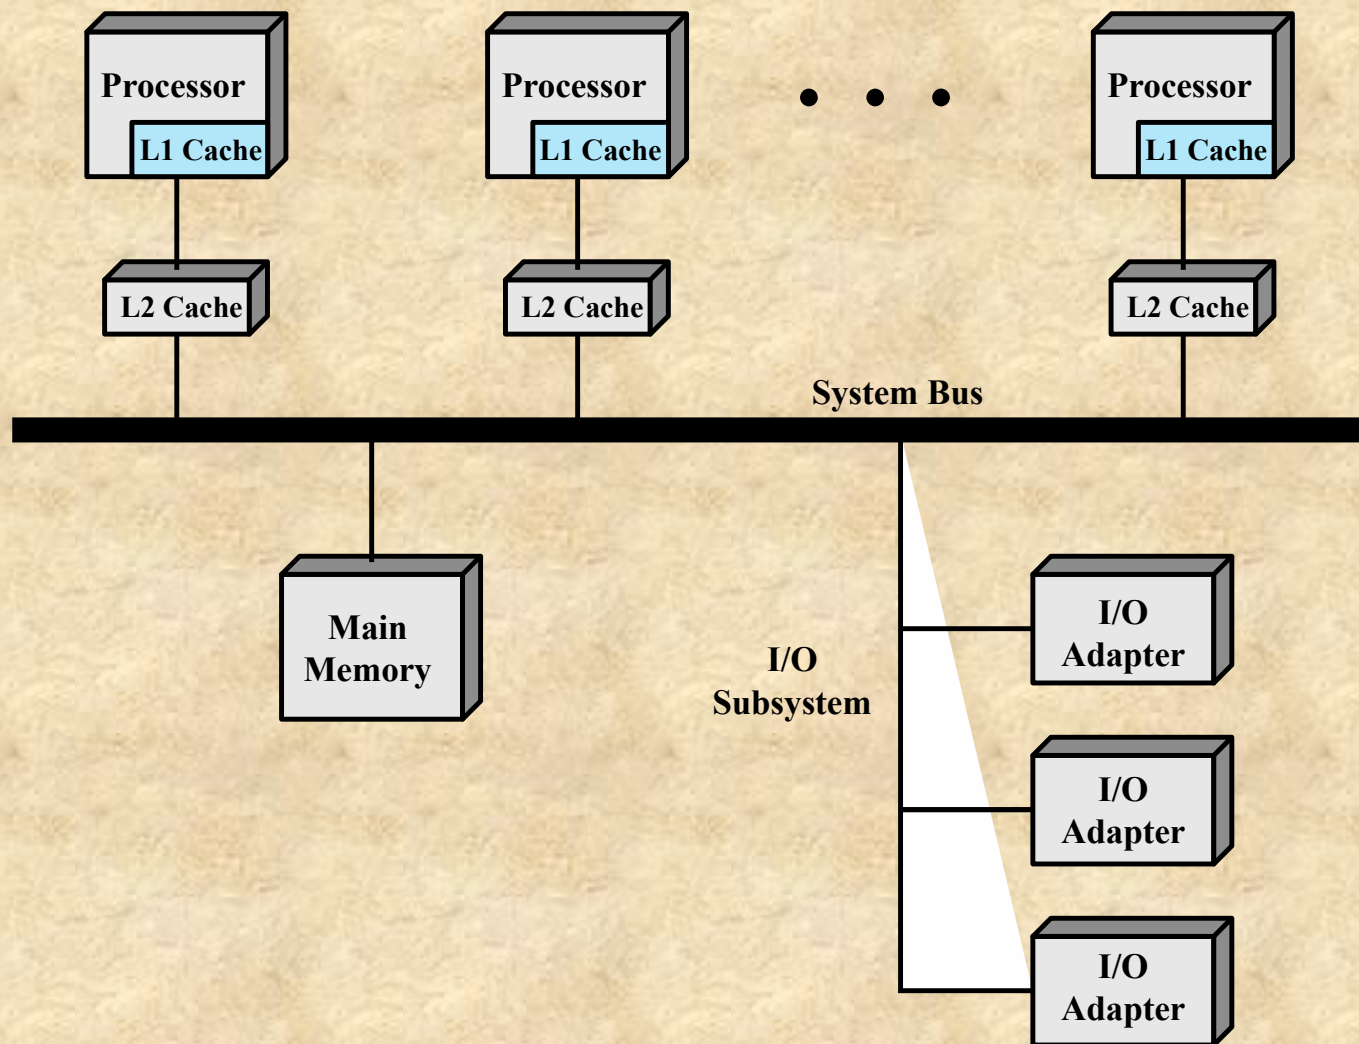 Processor
L1 Cache
Processor
L1 Cache
Processor
L1 Cache
L2 Cache
L2 Cache
L2 Cache
System Bus
Main
Memory
I/O
Subsystem
I/O
Adapter
I/O
Adapter
I/O
Adapter